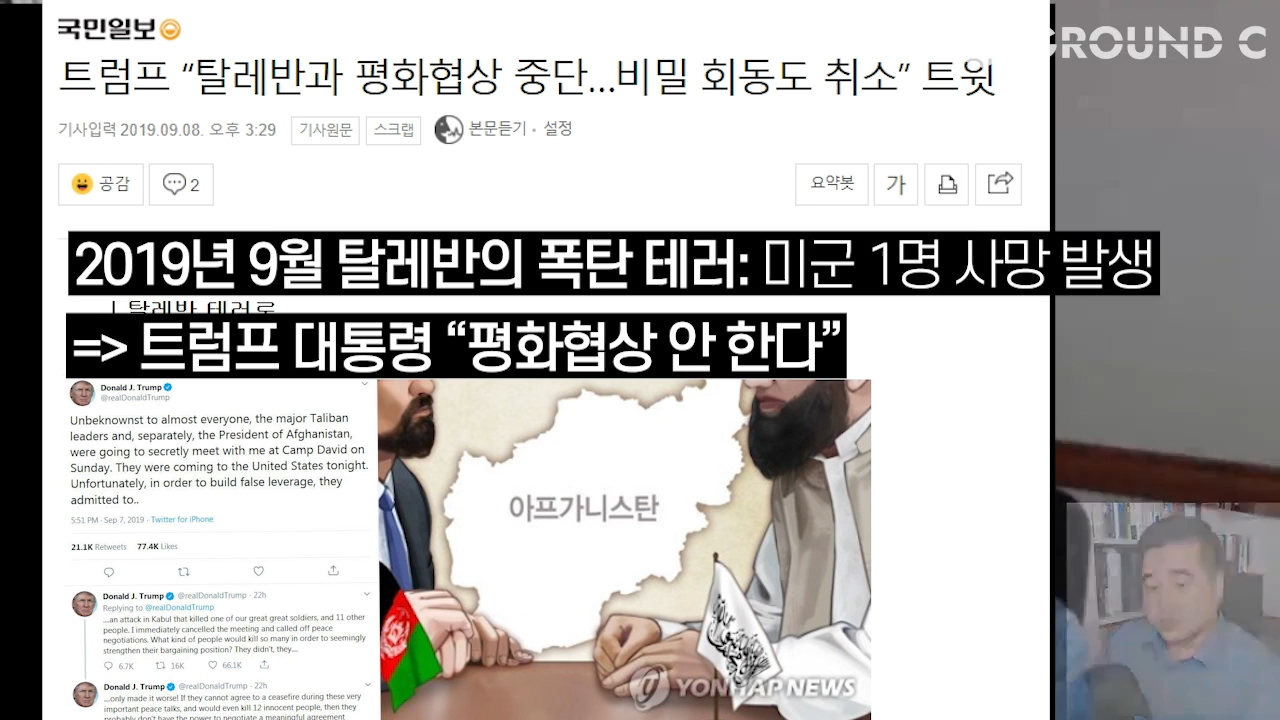 국민일보
GROUND C
트럼프 “탈레반과 평화협상 중단…비밀 회동도 취소” 트윗
기사입력 2019.09.08. 오후 3:29 기사원문 스크랩 본문듣기 · 설정
공감 2 요약봇 가
2019년 9월 탈레반의 폭탄 테러: 미군 1명 사망 발생
=> 트럼프 대통령 “평화협상 안 한다”
Donald J. Trump
@realDonaldTrump
Unbeknownst to almost everyone, the major Taliban
leaders and, separately, the President of Afghanistan,
were going to secretly meet with me at Camp David on
Sunday. They were coming to the United States tonight.
Unfortunately, in order to build false leverage, they
admitted to..
5:51 PM · Sep 7, 2019 · Twitter for iPhone
21.1K Retweets 77.4K Likes
Donald J. Trump @realDonaldTrump · 22h
Replying to @realDonaldTrump
...an attack in Kabul that killed one of our great great soldiers, and 11 other
people. I immediately cancelled the meeting and called off peace
negotiations. What kind of people would kill so many in order to seemingly
strengthen their bargaining position? They didn't, they....
6.7K 16K 66.1K
Donald J. Trump @realDonaldTrump · 22h
...only made it worse! If they cannot agree to a ceasefire during these very
important peace talks, and would even kill 12 innocent people, then they
probably don't have the power to negotiate a meaningful agreement
아프가니스탄
YONHAP NEWS